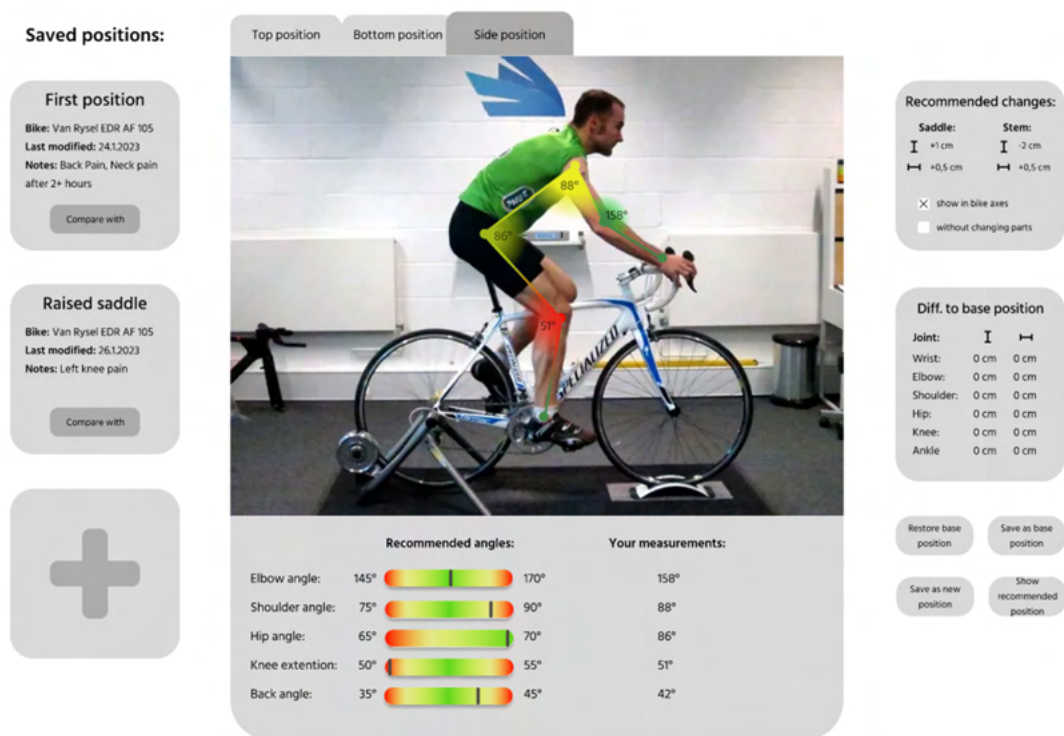 Saved positions:
Top position
Bottom position
Side position
First position
Bike: Van Rysel EDR AF 105
Last modified: 24.1.2023
Notes: Back Pain, Neck pain
after 2+ hours
Compare with
Raised saddle
Bike: Van Rysel EDR AF 105
Last modified: 26.1.2023
Notes: Left knee pain
Compare with
88°
158°
86°
51°
SPECIALIZED
Recommended angles:
Your measurements:
Elbow angle: 145° 170° 158°
Shoulder angle: 75° 90° 88°
Hip angle: 65° 70° 86°
Knee extention: 50° 55° 51°
Back angle: 35° 45° 42°
Recommended changes:
Saddle: Stem:
+1 cm -2 cm
+0,5 cm +0,5 cm
show in bike axes
without changing parts
Diff. to base position
Joint:
Wrist: 0 cm 0 cm
Elbow: 0 cm 0 cm
Shoulder: 0 cm 0 cm
Hip: 0 cm 0 cm
Knee: 0 cm 0 cm
Ankle 0 cm 0 cm
Restore base
position
Save as base
position
Save as new
position
Show
recommended
position